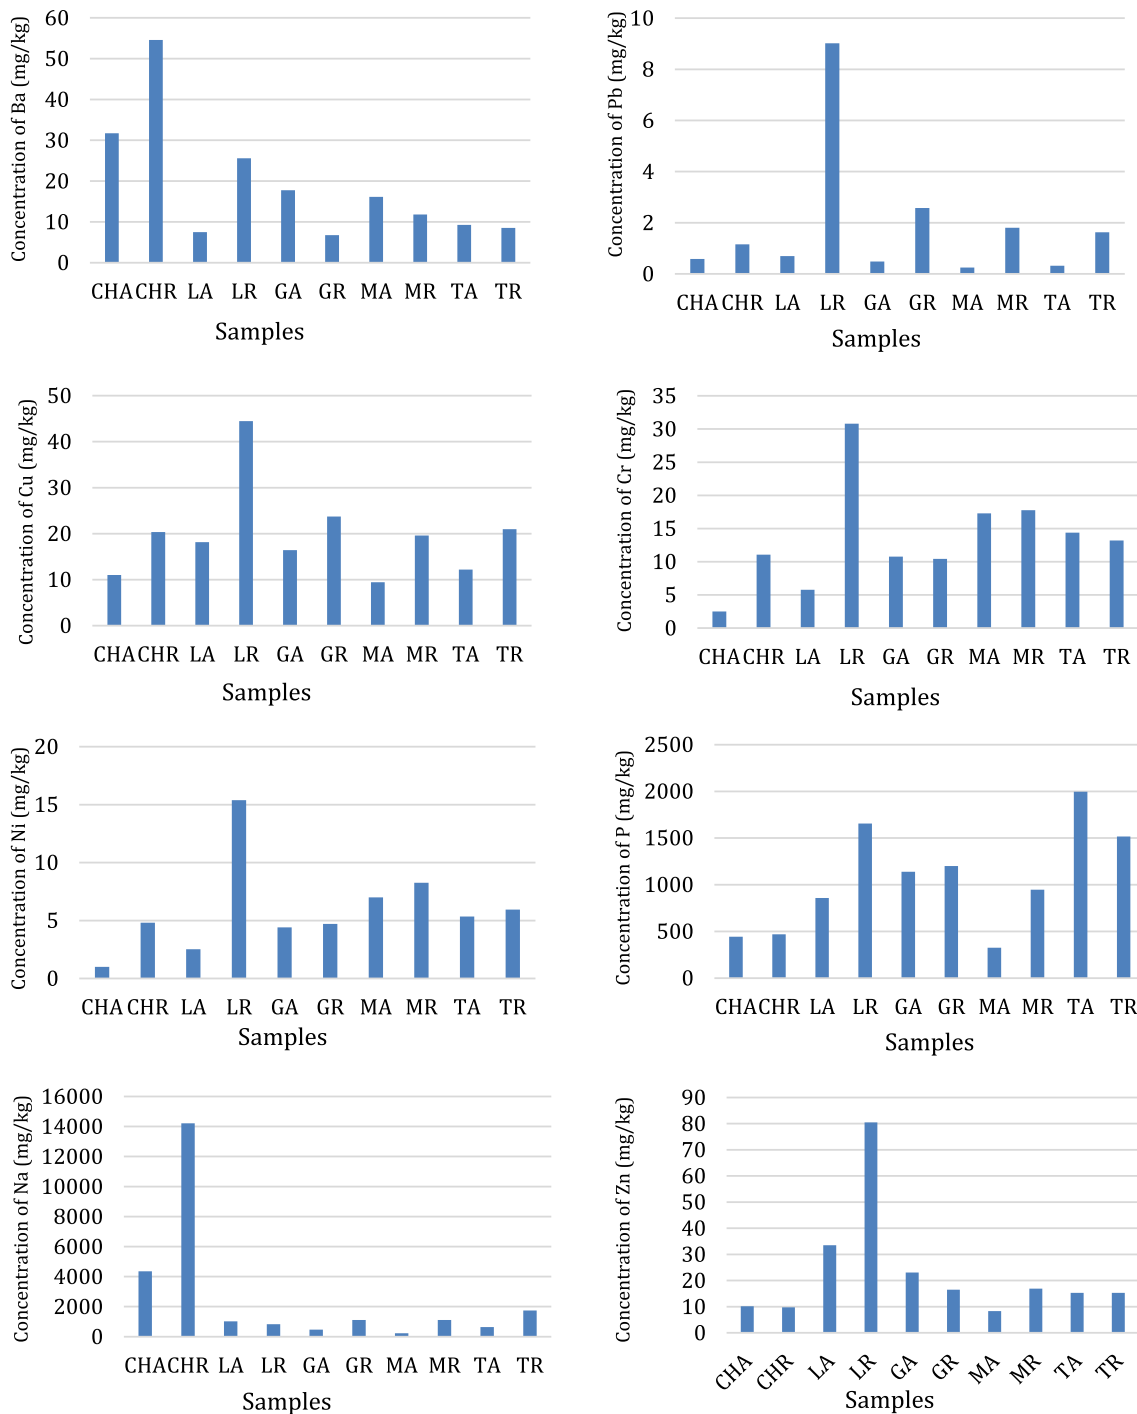 Concentration of Ba (mg/kg)
60
50
40
30
20
10
0
CHA CHR LA LR GA GR MA MR TA TR
Samples
Concentration of Pb (mg/kg)
10
8
6
4
2
0
CHA CHR LA LR GA GR MA MR TA TR
Samples
Concentration of Cu (mg/kg)
50
40
30
20
10
0
CHA CHR LA LR GA GR MA MR TA TR
Samples
Concentration of Cr (mg/kg)
35
30
25
20
15
10
5
0
CHA CHR LA LR GA GR MA MR TA TR
Samples
Concentration of Ni (mg/kg)
20
15
10
5
0
CHA CHR LA LR GA GR MA MR TA TR
Samples
Concentration of P (mg/kg)
2500
2000
1500
1000
500
0
CHA CHR LA LR GA GR MA MR TA TR
Samples
Concentration of Na (mg/kg)
16000
14000
12000
10000
8000
6000
4000
2000
0
CHA CHR LA LR GA GR MA MR TA TR
Samples
Concentration of Zn (mg/kg)
90
80
70
60
50
40
30
20
10
0
CHA CHR LA LR GA GR MA MR TA TR
Samples